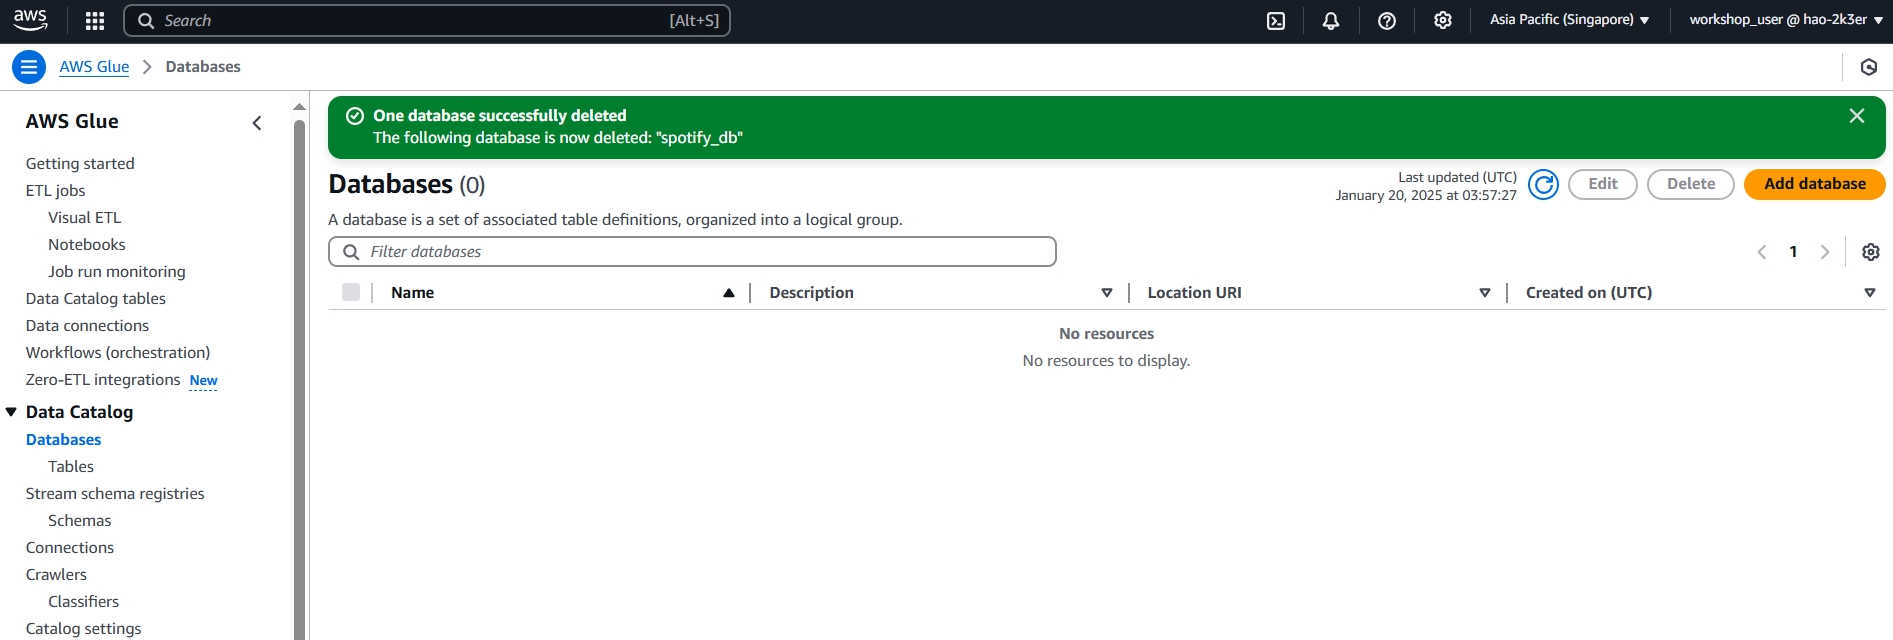 aws
Search [Alt+S]
Asia Pacific (Singapore)
workshop_user @ hao-2k3er
AWS Glue
Databases
AWS Glue
Getting started
ETL jobs
Visual ETL
Notebooks
Job run monitoring
Data Catalog tables
Data connections
Workflows (orchestration)
Zero-ETL integrations New
Data Catalog
Databases
Tables
Stream schema registries
Schemas
Connections
Crawlers
Classifiers
Catalog settings
One database successfully deleted
The following database is now deleted: "spotify_db"
Databases (0)
Last updated (UTC)
January 20, 2025 at 03:57:27
Edit
Delete
Add database
A database is a set of associated table definitions, organized into a logical group.
Filter databases
1
Name Description Location URI Created on (UTC)
No resources
No resources to display.